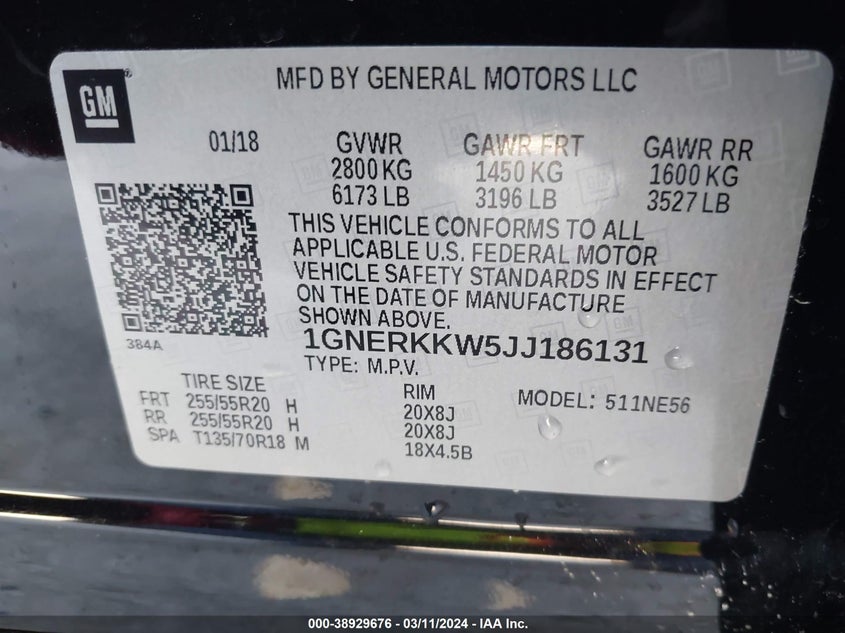 GM
MFD BY GENERAL MOTORS LLC
01/18
GVWR
2800 KG
6173 LB
GAWR FRT
1450 KG
3196 LB
GAWR RR
1600 KG
3527 LB
THIS VEHICLE CONFORMS TO ALL
APPLICABLE U.S. FEDERAL MOTOR
VEHICLE SAFETY STANDARDS IN EFFECT
ON THE DATE OF MANUFACTURE
SHOWN ABOVE.
384A
1GNERKKW5JJ186131
TYPE: M.P.V.
TIRE SIZE
FRT 255/55R20 H
RR 255/55R20 H
SPA T135/70R18 M
RIM
20X8J
20X8J
18X4.5B
MODEL: 511NE56
000-38929676 - 03/11/2024 - IAA Inc.